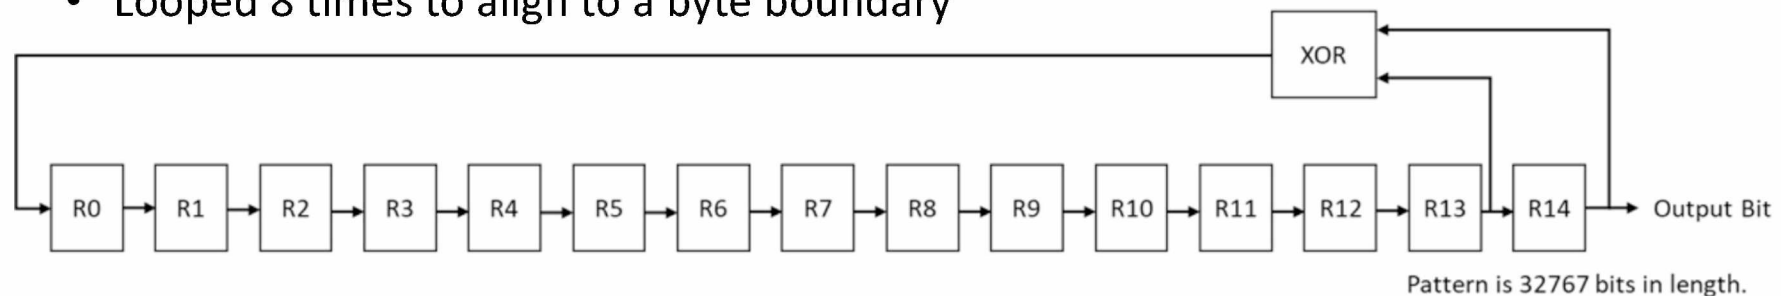 • Looped 8 times to align to a byte boundary
XOR
R0 R1 R2 R3 R4 R5 R6 R7 R8 R9 R10 R11 R12 R13 R14 Output Bit
Pattern is 32767 bits in length.